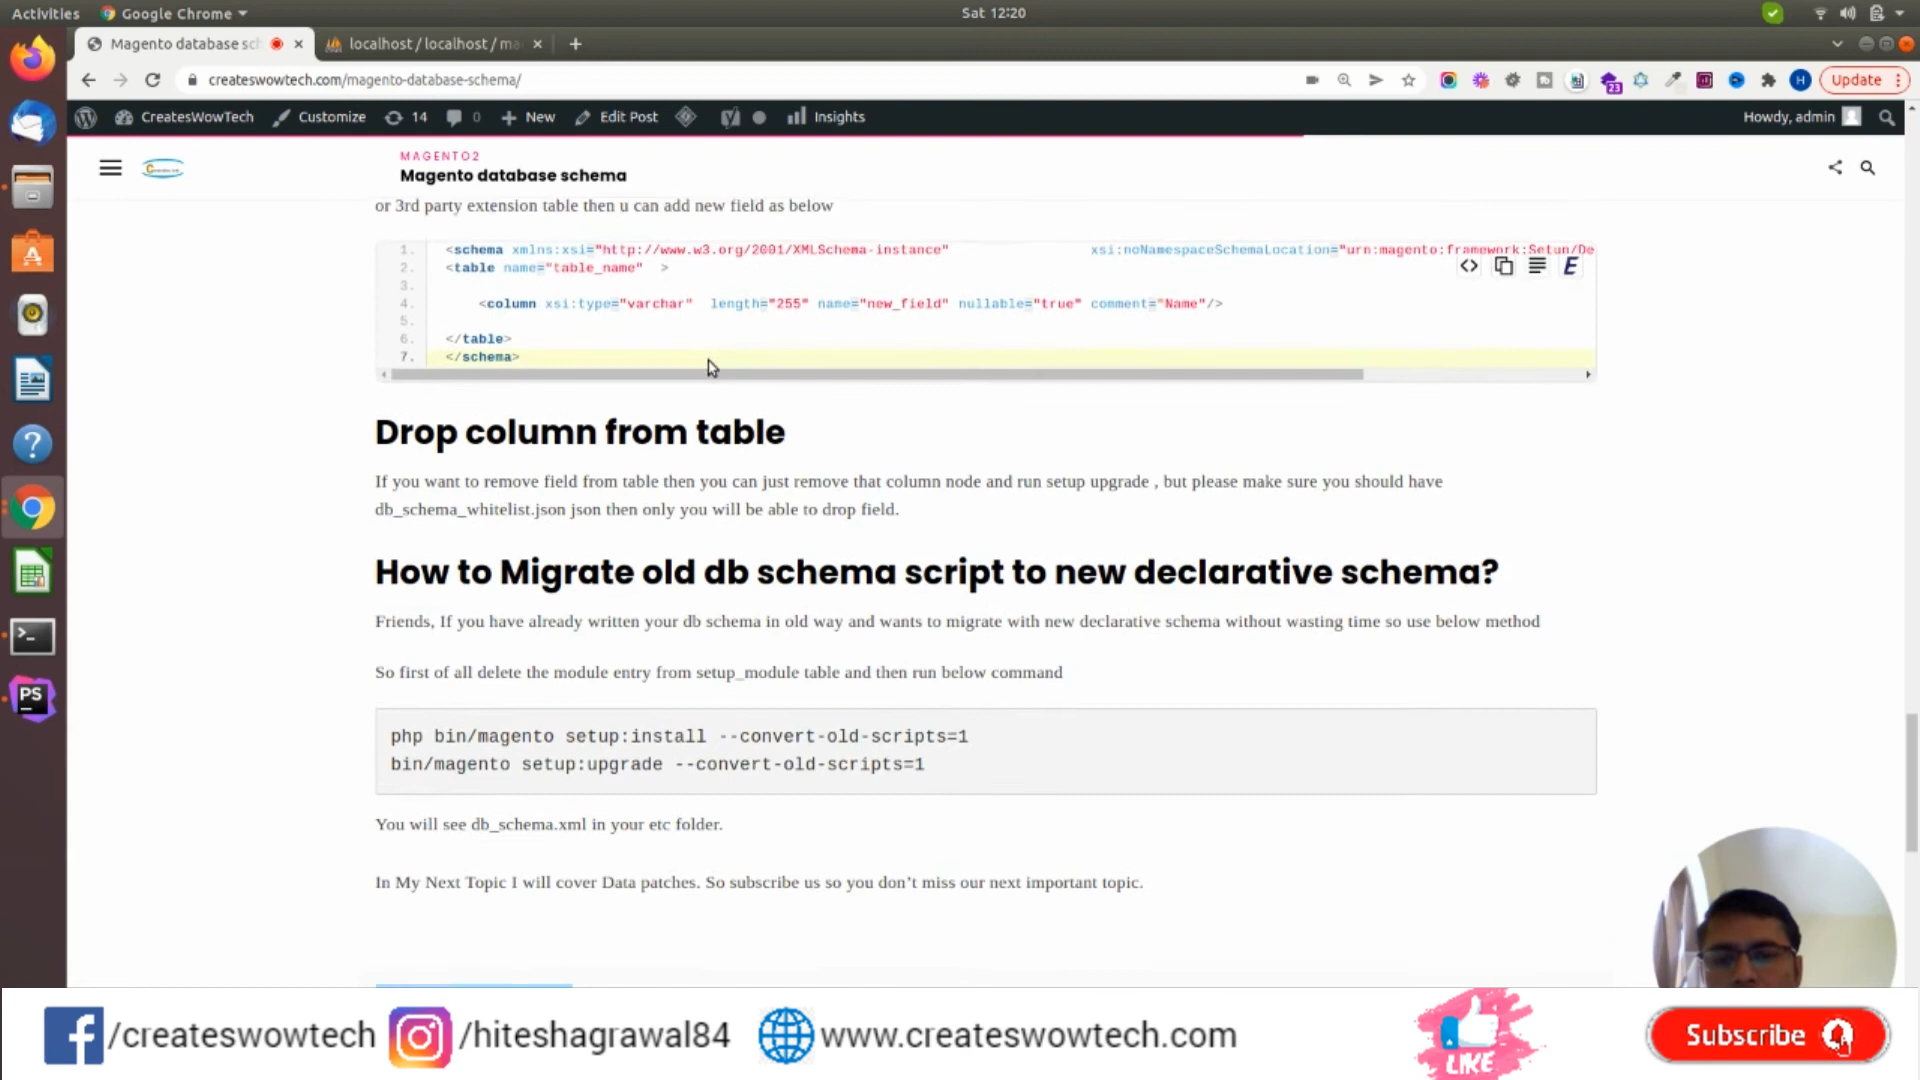 Activities Google Chrome Sat 12:20
Magento database sch localhost / localhost / ma
createswowtech.com/magento-database-schema/ 23 H Update
CreatesWowTech Customize 14 0 New Edit Post Insights Howdy, admin
MAGENTO2
Magento database schema
or 3rd party extension table then u can add new field as below
1. <schema xmlns:xsi="http://www.w3.org/2001/XMLSchema-instance" xsi:noNamespaceSchemaLocation="urn:magento:framework:Setup/De
2. <table name="table_name" >
3.
4. <column xsi:type="varchar" length="255" name="new_field" nullable="true" comment="Name"/>
5.
6. </table>
7. </schema>
Drop column from table
If you want to remove field from table then you can just remove that column node and run setup upgrade , but please make sure you should have
db_schema_whitelist.json json then only you will be able to drop field.
How to Migrate old db schema script to new declarative schema?
Friends, If you have already written your db schema in old way and wants to migrate with new declarative schema without wasting time so use below method
So first of all delete the module entry from setup_module table and then run below command
php bin/magento setup:install --convert-old-scripts=1
bin/magento setup:upgrade --convert-old-scripts=1
You will see db_schema.xml in your etc folder.
In My Next Topic I will cover Data patches. So subscribe us so you don't miss our next important topic.
/createswowtech /hiteshagrawal84 www.createswowtech.com LIKE Subscribe